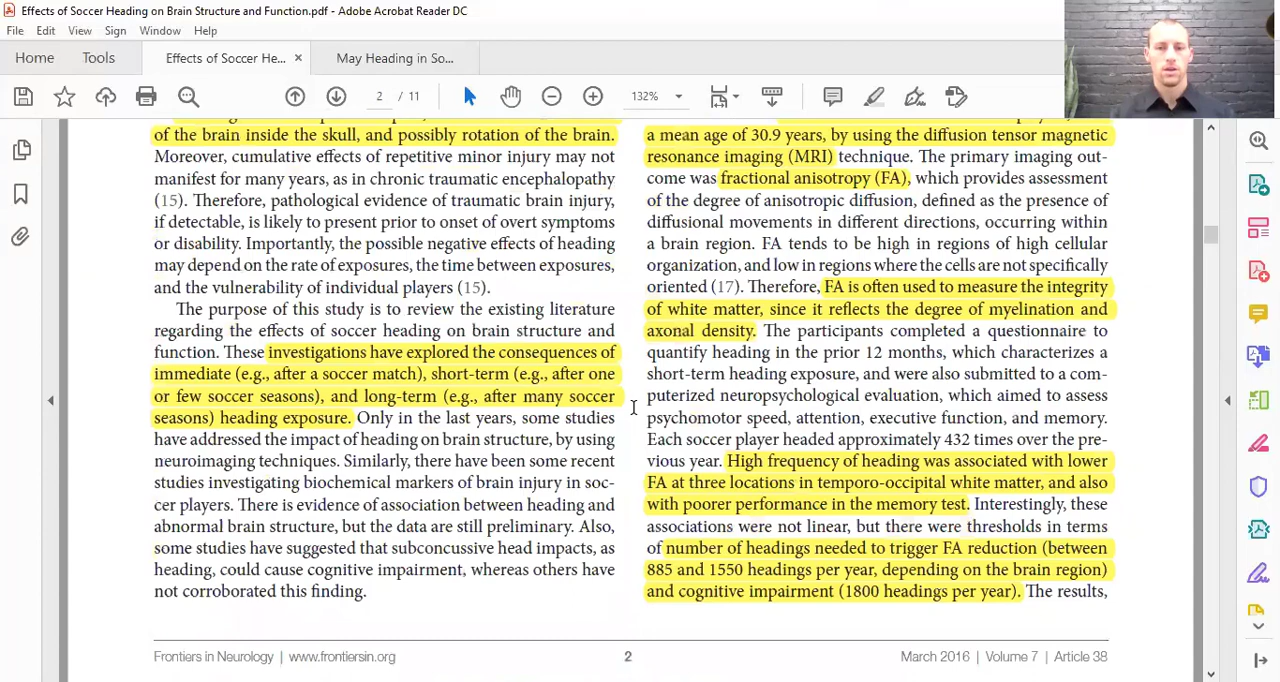 Effects of Soccer Heading on Brain Structure and Function.pdf - Adobe Acrobat Reader DC
File Edit View Sign Window Help
Home Tools Effects of Soccer He... × May Heading in So...
2 / 11 132%
of the brain inside the skull, and possibly rotation of the brain.
Moreover, cumulative effects of repetitive minor injury may not
manifest for many years, as in chronic traumatic encephalopathy
(15). Therefore, pathological evidence of traumatic brain injury,
if detectable, is likely to present prior to onset of overt symptoms
or disability. Importantly, the possible negative effects of heading
may depend on the rate of exposures, the time between exposures,
and the vulnerability of individual players (15).
The purpose of this study is to review the existing literature
regarding the effects of soccer heading on brain structure and
function. These investigations have explored the consequences of
immediate (e.g., after a soccer match), short-term (e.g., after one
or few soccer seasons), and long-term (e.g., after many soccer
seasons) heading exposure. Only in the last years, some studies
have addressed the impact of heading on brain structure, by using
neuroimaging techniques. Similarly, there have been some recent
studies investigating biochemical markers of brain injury in soc-
cer players. There is evidence of association between heading and
abnormal brain structure, but the data are still preliminary. Also,
some studies have suggested that subconcussive head impacts, as
heading, could cause cognitive impairment, whereas others have
not corroborated this finding.
a mean age of 30.9 years, by using the diffusion tensor magnetic
resonance imaging (MRI) technique. The primary imaging out-
come was fractional anisotropy (FA), which provides assessment
of the degree of anisotropic diffusion, defined as the presence of
diffusional movements in different directions, occurring within
a brain region. FA tends to be high in regions of high cellular
organization, and low in regions where the cells are not specifically
oriented (17). Therefore, FA is often used to measure the integrity
of white matter, since it reflects the degree of myelination and
axonal density. The participants completed a questionnaire to
quantify heading in the prior 12 months, which characterizes a
short-term heading exposure, and were also submitted to a com-
puterized neuropsychological evaluation, which aimed to assess
psychomotor speed, attention, executive function, and memory.
Each soccer player headed approximately 432 times over the pre-
vious year. High frequency of heading was associated with lower
FA at three locations in temporo-occipital white matter, and also
with poorer performance in the memory test. Interestingly, these
associations were not linear, but there were thresholds in terms
of number of headings needed to trigger FA reduction (between
885 and 1550 headings per year, depending on the brain region)
and cognitive impairment (1800 headings per year). The results,
Frontiers in Neurology | www.frontiersin.org 2 March 2016 | Volume 7 | Article 38